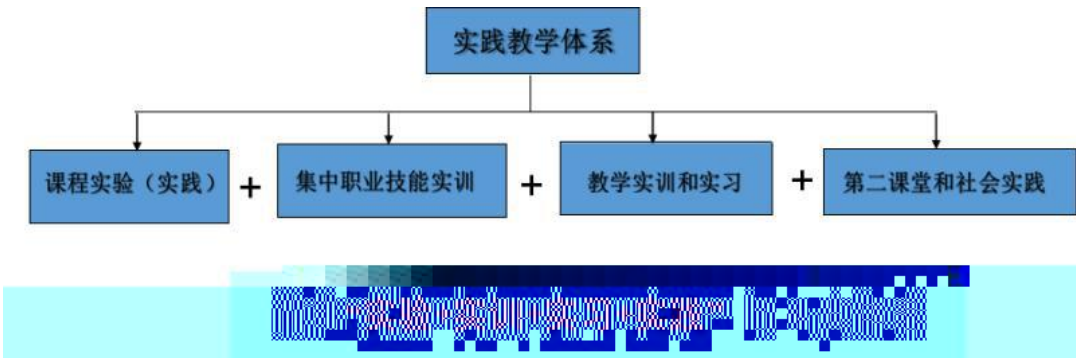 实践教学体系
课程实验（实践） + 集中职业技能实训 + 教学实训和实习 + 第二课堂和社会实践